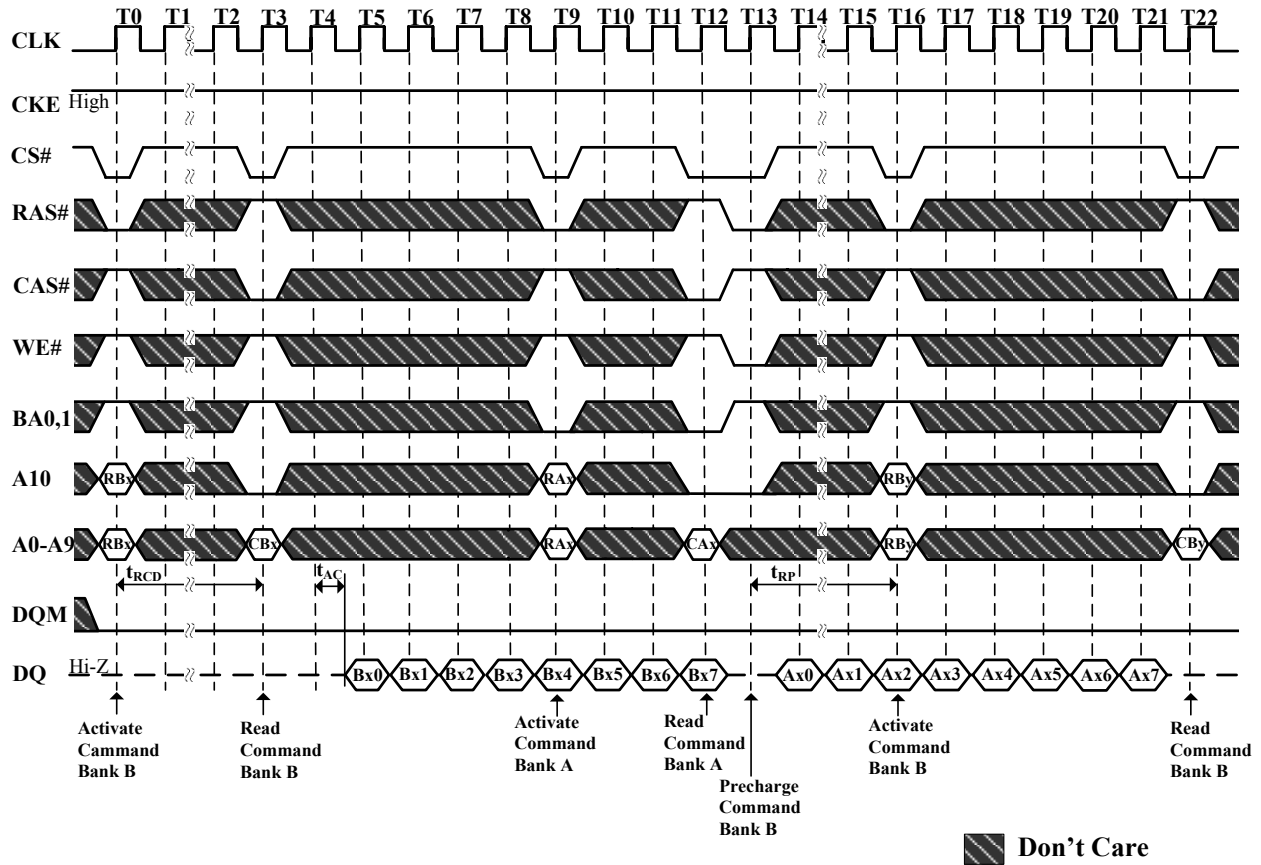 T0 T1 T2 T3 T4 T5 T6 T7 T8 T9 T10 T11 T12 T13 T14 T15 T16 T17 T18 T19 T20 T21 T22
CLK
CKE High
CS#
RAS#
CAS#
WE#
BA0,1
A10 RBx RAx RBy
A0-A9 RBx CBx RAx CAx RBy CBy
tRCD tAC tRP
DQM
DQ Hi-Z Bx0 Bx1 Bx2 Bx3 Bx4 Bx5 Bx6 Bx7 Ax0 Ax1 Ax2 Ax3 Ax4 Ax5 Ax6 Ax7
Activate
Cammand
Bank B
Read
Command
Bank B
Activate
Command
Bank A
Read
Command
Bank A
Precharge
Command
Bank B
Activate
Command
Bank B
Read
Command
Bank B
Don't Care